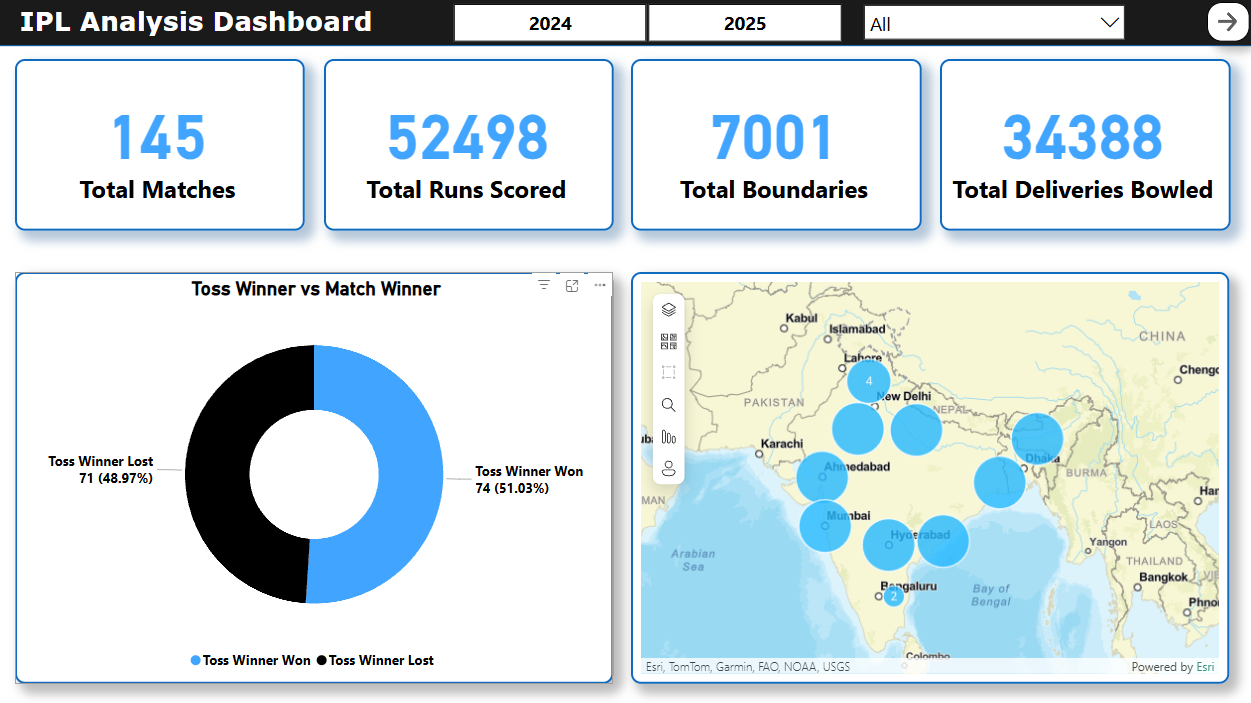 IPL Analysis Dashboard
2024
2025
All
145
Total Matches
52498
Total Runs Scored
7001
Total Boundaries
34388
Total Deliveries Bowled
Toss Winner vs Match Winner
Toss Winner Lost
71 (48.97%)
Toss Winner Won
74 (51.03%)
Toss Winner Won
Toss Winner Lost
Kabul
Islamabad
CHINA
Lahore
Chengd
4
New Delhi
PAKISTAN
NEPAL
Karachi
Dhaka
Ahmedabad
BURMA
MAN
Han
Mumbai
LAOS
Hyderabad
Yangon
Arabian
Sea
THAILAND
Bangkok
Bengaluru
2
Bay of
Bengal
Phno
Colombo
Esri, TomTom, Garmin, FAO, NOAA, USGS
Powered by Esri